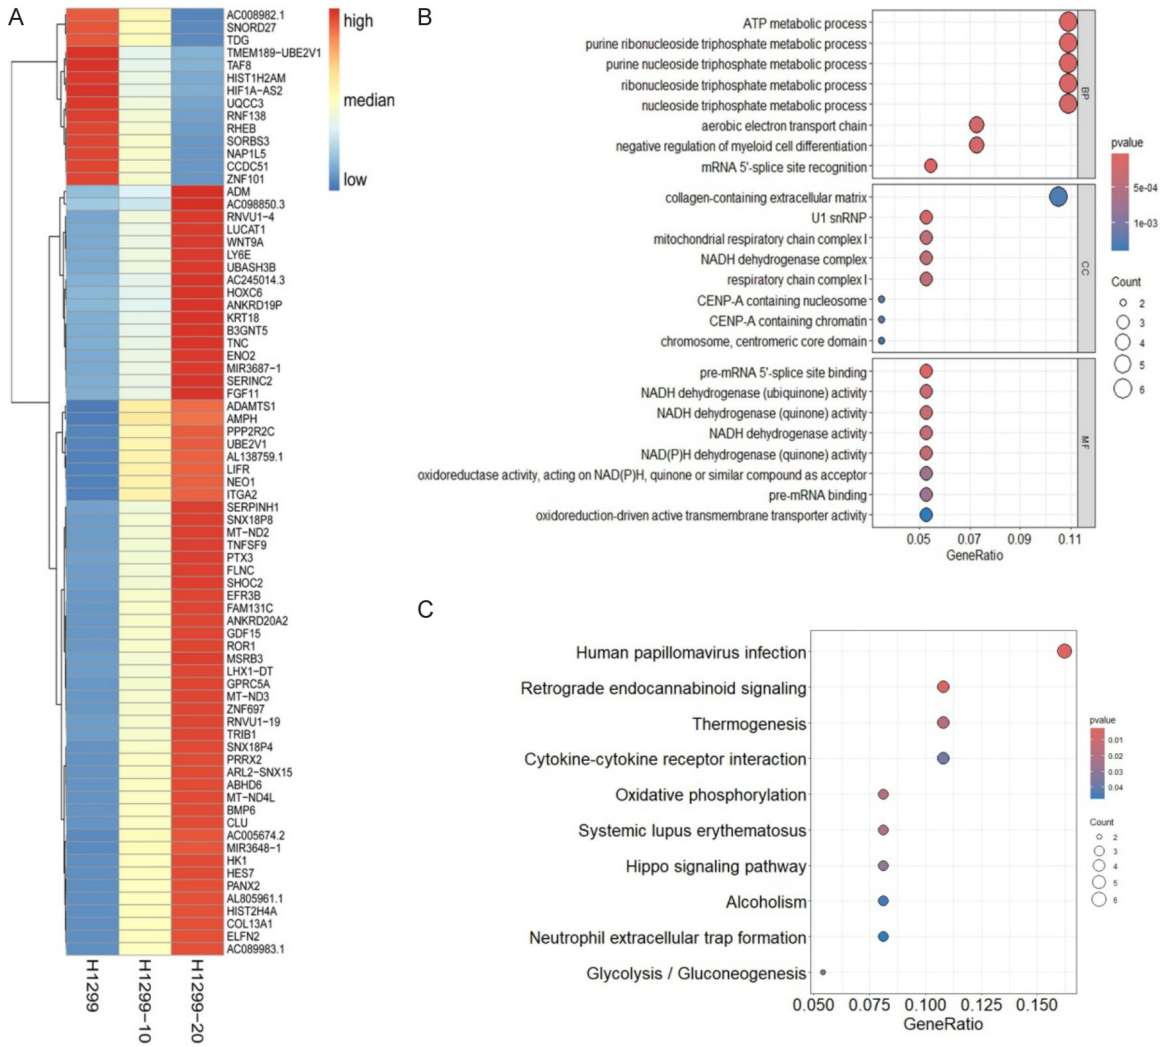 A
AC008982.1
SNORD27
TDG
TMEM189-UBE2V1
TAF8
HIST1H2AM
HIF1A-AS2
UQCC3
RNF138
RHEB
SORBS3
NAP1L5
CCDC51
ZNF101
ADM
AC098850.3
RNVU1-4
LUCAT1
WNT9A
LY6E
UBASH3B
AC245014.3
HOXC6
ANKRD19P
KRT18
B3GNT5
TNC
ENO2
MIR3687-1
SERINC2
FGF11
ADAMTS1
AMPH
PPP2R2C
UBE2V1
AL138759.1
LIFR
NEO1
ITGA2
SERPINH1
SNX18P8
MT-ND2
TNFSF9
PTX3
FLNC
SHOC2
EFR3B
FAM131C
ANKRD20A2
GDF15
ROR1
MSRB3
LHX1-DT
GPRC5A
MT-ND3
ZNF697
RNVU1-19
TRIB1
SNX18P4
PRRX2
ARL2-SNX15
ABHD6
MT-ND4L
BMP6
CLU
AC005674.2
MIR3648-1
HK1
HES7
PANX2
AL805961.1
HIST2H4A
COL13A1
ELFN2
AC089983.1
H1299
H1299-10
H1299-20
high
median
low
B
ATP metabolic process
purine ribonucleoside triphosphate metabolic process
purine nucleoside triphosphate metabolic process
ribonucleoside triphosphate metabolic process
nucleoside triphosphate metabolic process
aerobic electron transport chain
negative regulation of myeloid cell differentiation
mRNA 5'-splice site recognition
BP
collagen-containing extracellular matrix
U1 snRNP
mitochondrial respiratory chain complex I
NADH dehydrogenase complex
respiratory chain complex I
CENP-A containing nucleosome
CENP-A containing chromatin
chromosome, centromeric core domain
CC
pre-mRNA 5'-splice site binding
NADH dehydrogenase (ubiquinone) activity
NADH dehydrogenase (quinone) activity
NADH dehydrogenase activity
NAD(P)H dehydrogenase (quinone) activity
oxidoreductase activity, acting on NAD(P)H, quinone or similar compound as acceptor
pre-mRNA binding
oxidoreduction-driven active transmembrane transporter activity
MF
0.05 0.07 0.09 0.11
GeneRatio
pvalue
5e-04
1e-03
Count
2
3
4
5
6
C
Human papillomavirus infection
Retrograde endocannabinoid signaling
Thermogenesis
Cytokine-cytokine receptor interaction
Oxidative phosphorylation
Systemic lupus erythematosus
Hippo signaling pathway
Alcoholism
Neutrophil extracellular trap formation
Glycolysis / Gluconeogenesis
0.050 0.075 0.100 0.125 0.150
GeneRatio
pvalue
0.01
0.02
0.03
0.04
Count
2
3
4
5
6